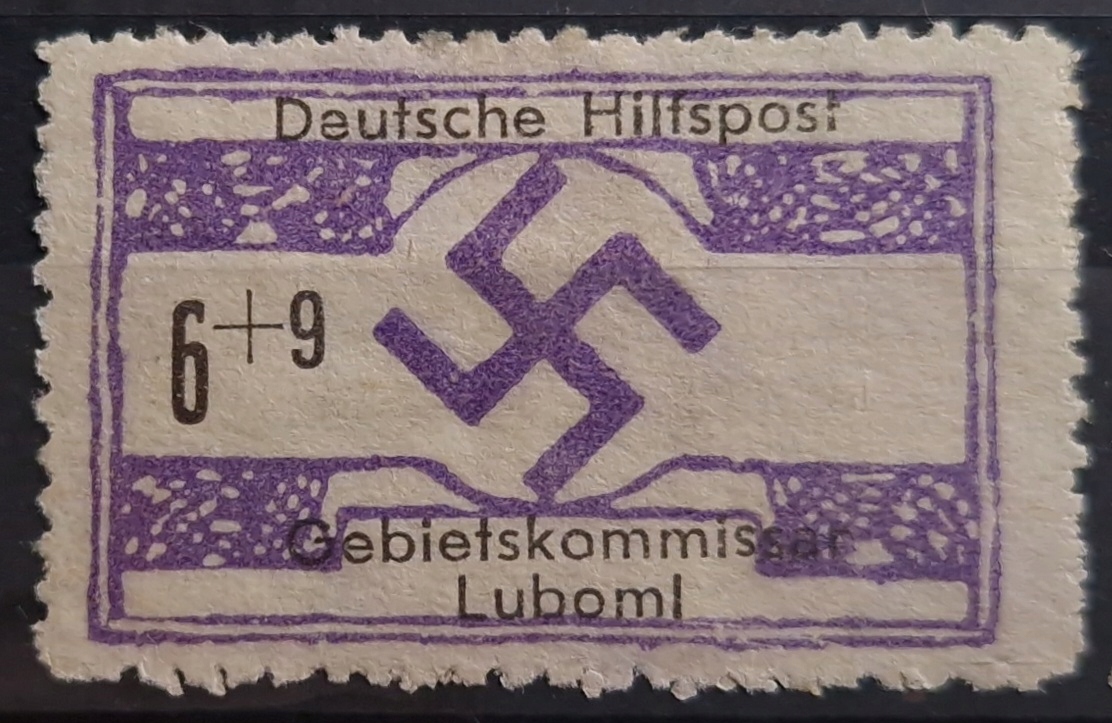 Deutsche Hilfspost
6+9
Gebietskommissar
Luboml